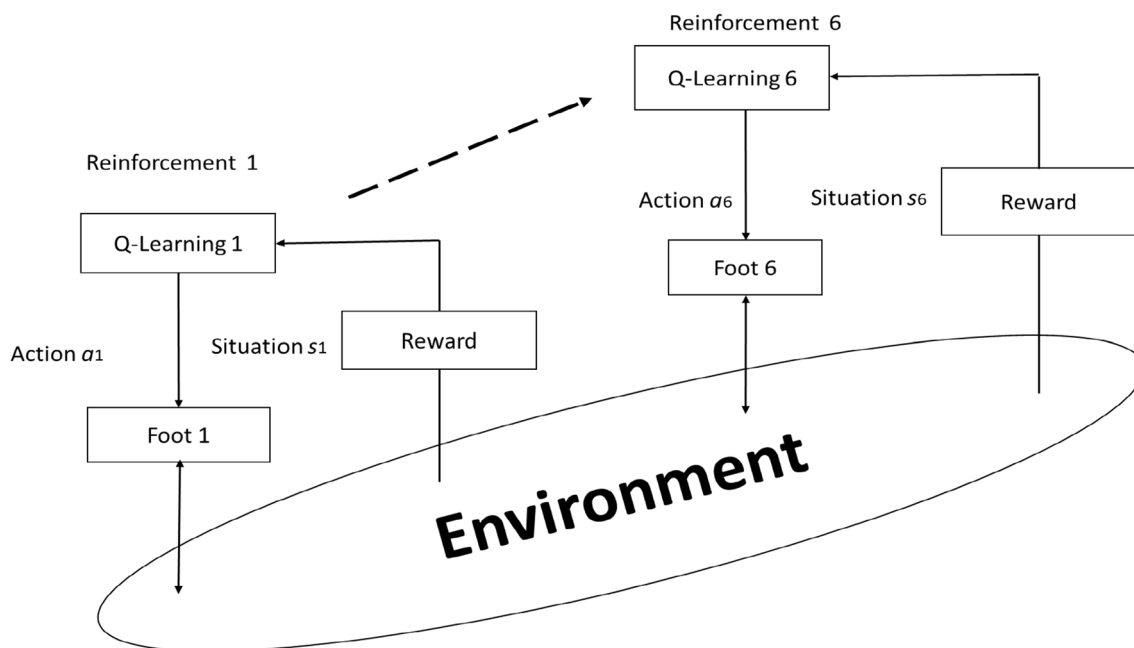 Reinforcement 6
Q-Learning 6
Reinforcement 1
Action a6
Situation s6
Reward
Q-Learning 1
Foot 6
Action a1
Situation s1
Reward
Foot 1
Environment